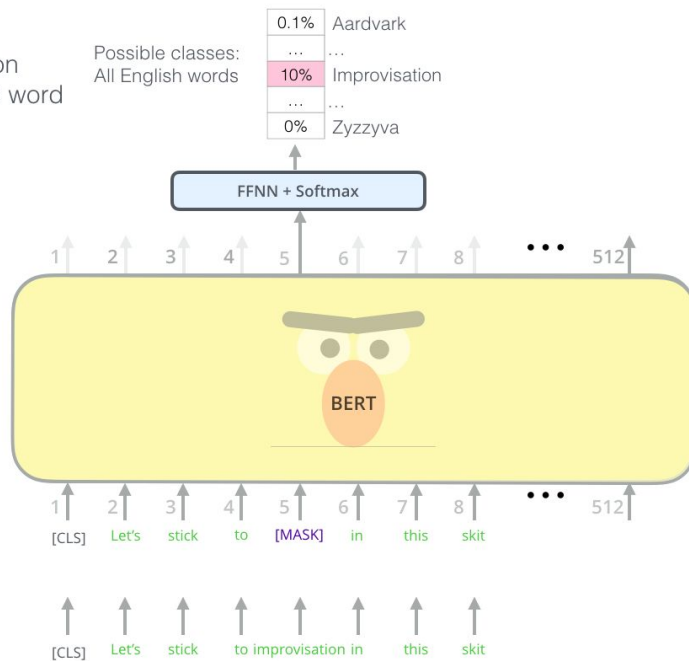 0.1% Aardvark
... ...
Possible classes:
All English words
10% Improvisation
... ...
0% Zyzzyva
on
word
FFNN + Softmax
1 2 3 4 5 6 7 8 ... 512
BERT
1 2 3 4 5 6 7 8 ... 512
[CLS] Let's stick to [MASK] in this skit
[CLS] Let's stick to improvisation in this skit